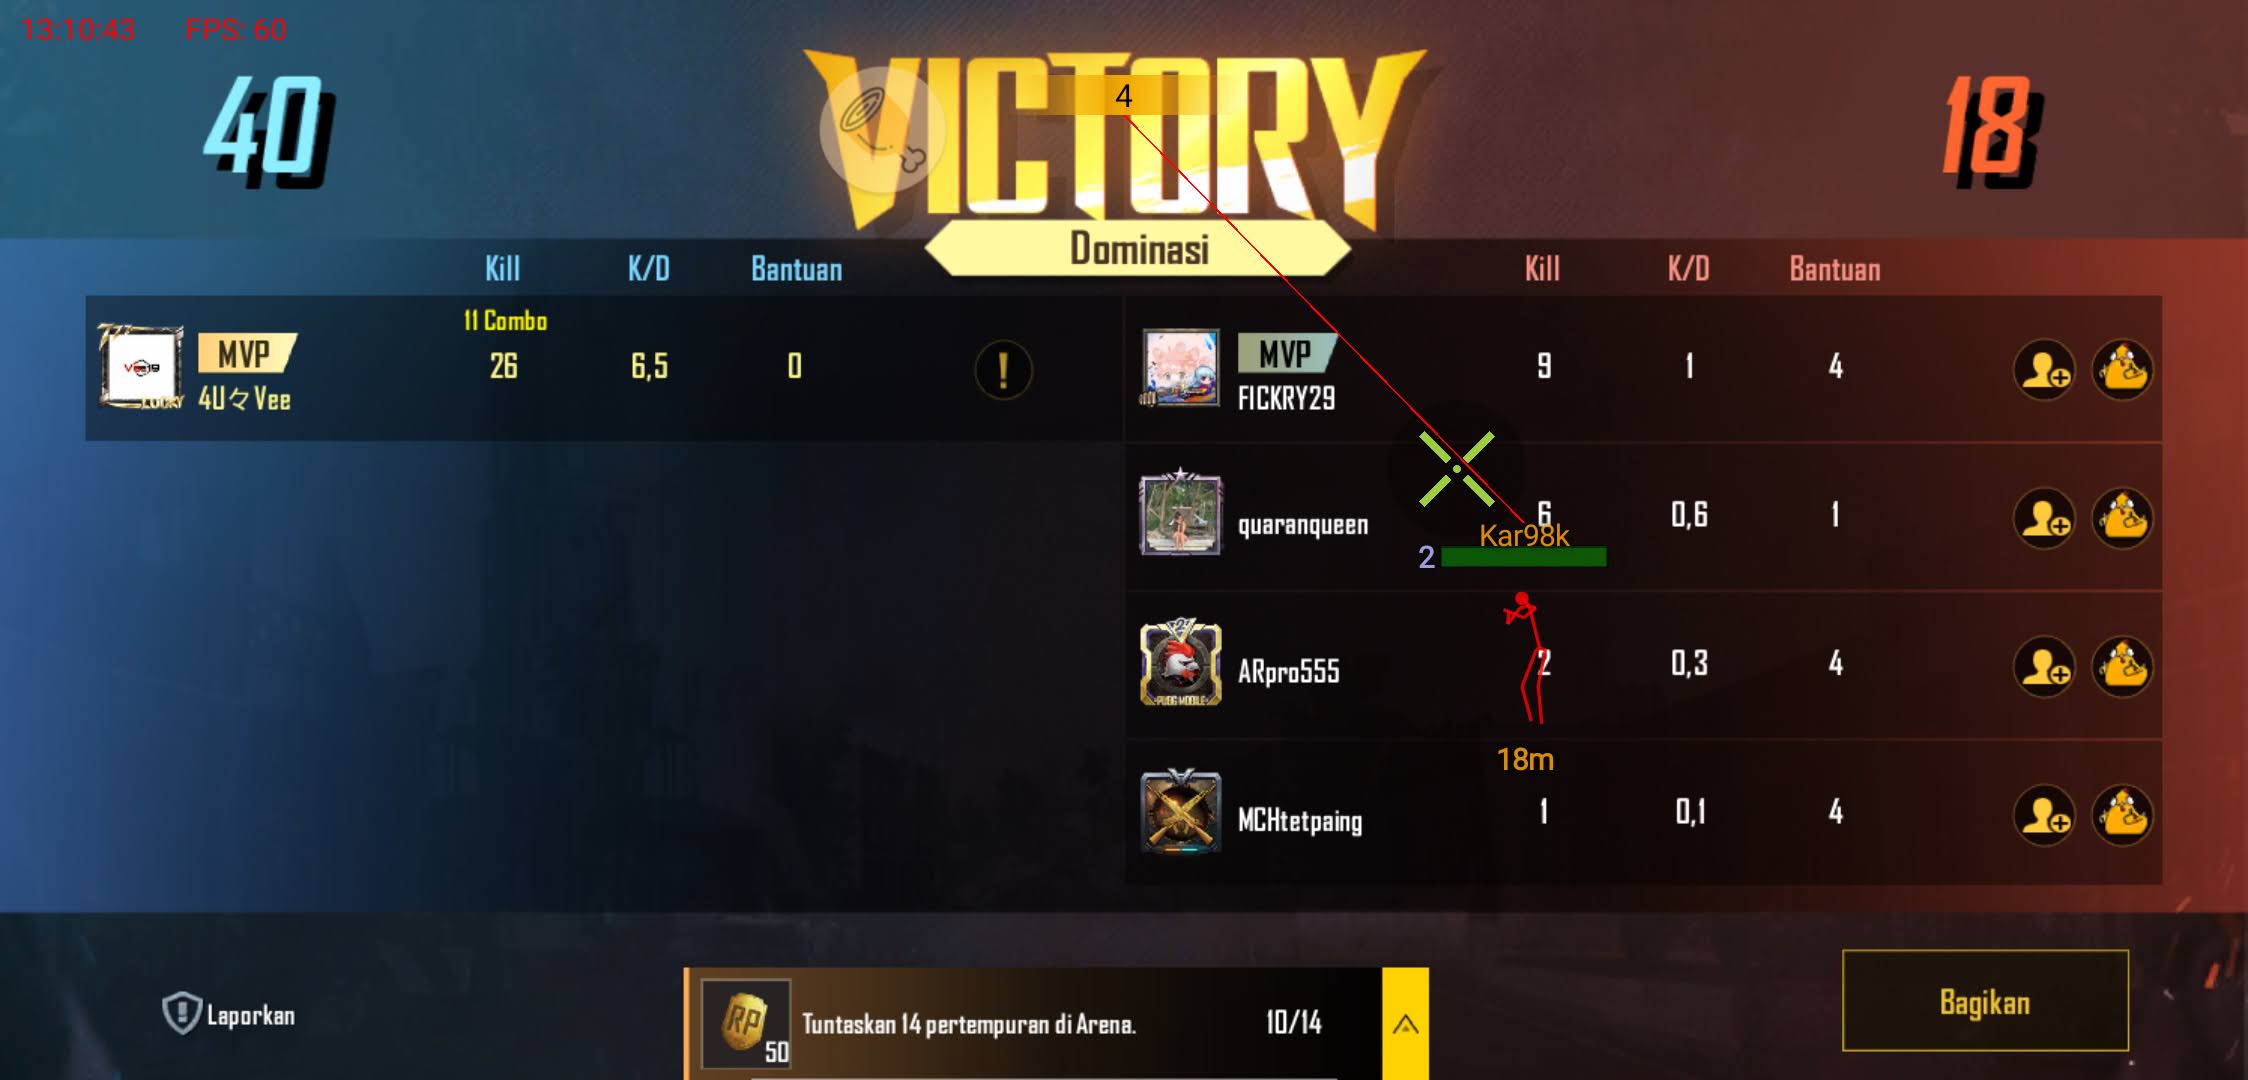 13:10:43 FPS: 60
40
VICTORY
4
18
Dominasi
Kill K/D Bantuan
Kill K/D Bantuan
11 Combo
MVP
4U々Vee
26 6,5 0
MVP
FICKRY29
9 1 4
quaranqueen
6 0,6 1
Kar98k
2
ARpro555
2 0,3 4
18m
MCHtetpaing
1 0,1 4
Laporkan
RP
50
Tuntaskan 14 pertempuran di Arena.
10/14
Bagikan